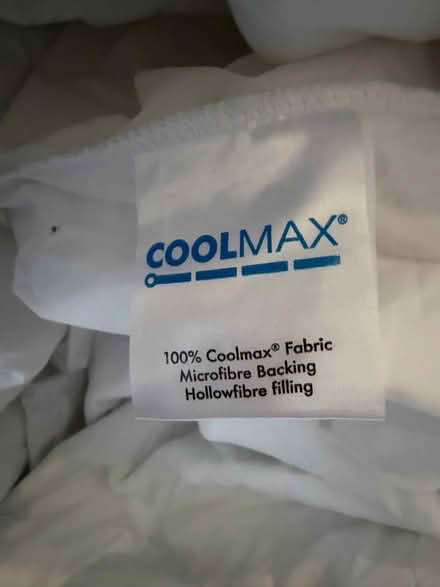 COOLMAX®
100% Coolmax® Fabric
Microfibre Backing
Hollowfibre filling